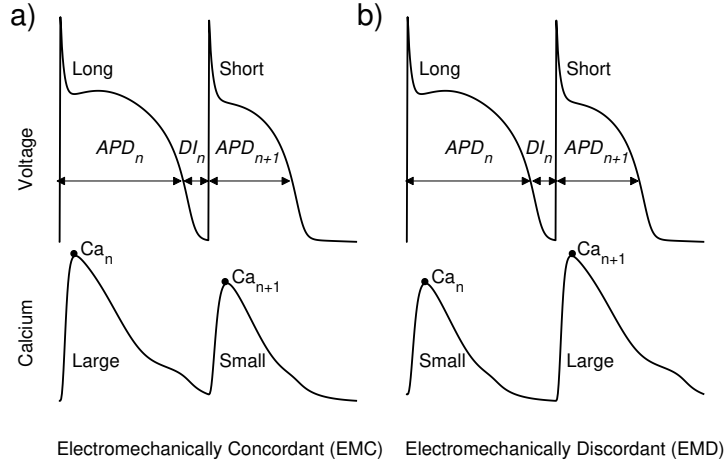 a)
Long
Short
APDn
DIn
APDn+1
Voltage
Can
Can+1
Calcium
Large
Small
Electromechanically Concordant (EMC)
b)
Long
Short
APDn
DIn
APDn+1
Can
Can+1
Small
Large
Electromechanically Discordant (EMD)